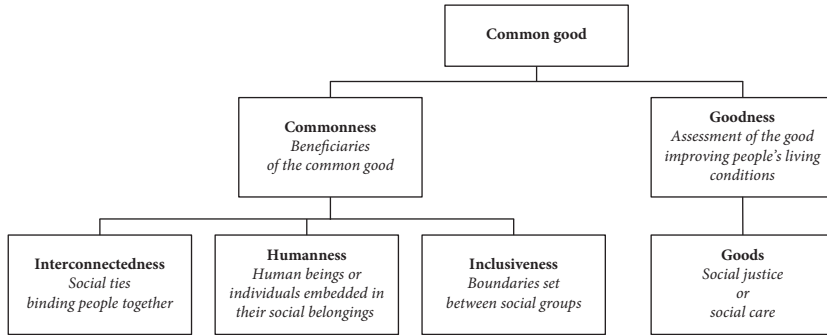 Common good
Commonness
Beneficiaries
of the common good
Goodness
Assessment of the good
improving people's living
conditions
Interconnectedness
Social ties
binding people together
Humanness
Human beings or
individuals embedded in
their social belongings
Inclusiveness
Boundaries set
between social groups
Goods
Social justice
or
social care